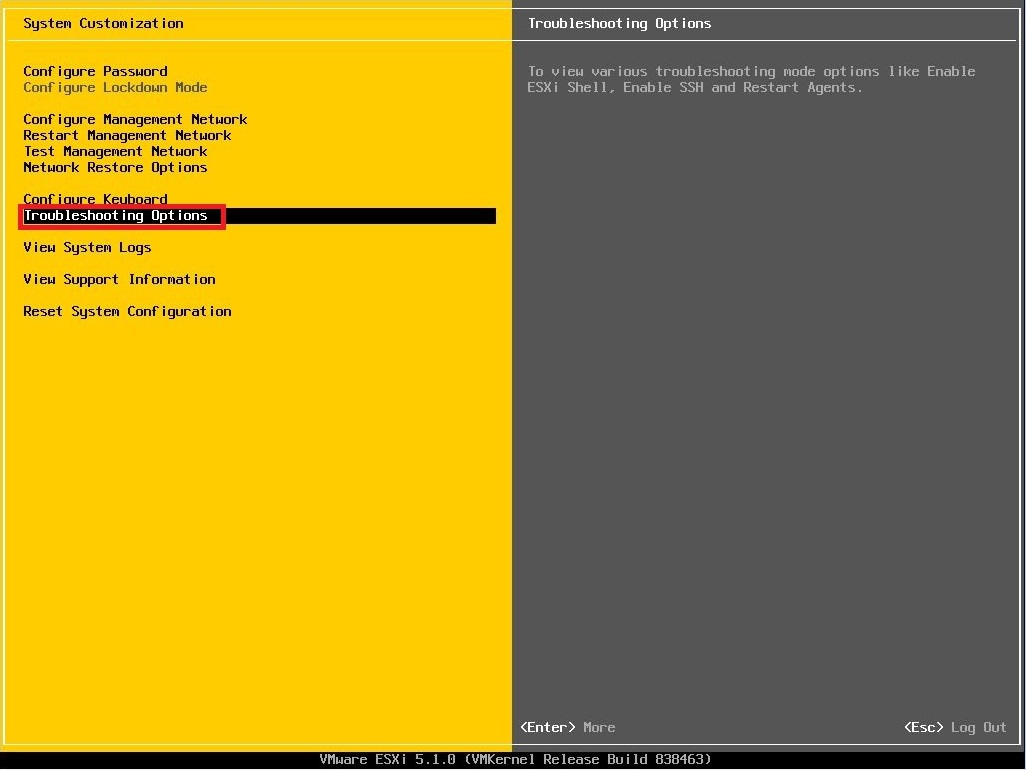 System Customization
Configure Password
Configure Lockdown Mode
Configure Management Network
Restart Management Network
Test Management Network
Network Restore Options
Configure Keyboard
Troubleshooting Options
View System Logs
View Support Information
Reset System Configuration
Troubleshooting Options
To view various troubleshooting mode options like Enable
ESXi Shell, Enable SSH and Restart Agents.
<Enter> More
<Esc> Log Out
VMware ESXi 5.1.0 (VMKernel Release Build 838463)